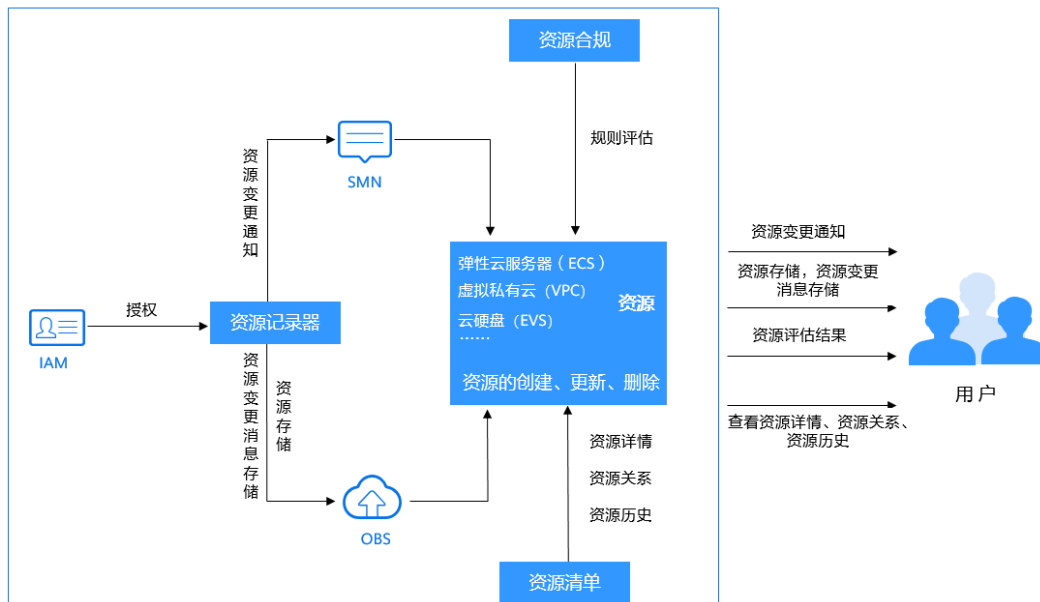 资源合规
规则评估
资源变更通知
SMN
弹性云服务器（ECS）
虚拟私有云（VPC）
云硬盘（EVS）
······
资源
资源的创建、更新、删除
授权
资源记录器
IAM
资源变更消息存储
资源存储
OBS
资源详情
资源关系
资源历史
资源清单
资源变更通知
资源存储，资源变更
消息存储
资源评估结果
查看资源详情、资源关系、
资源历史
用户